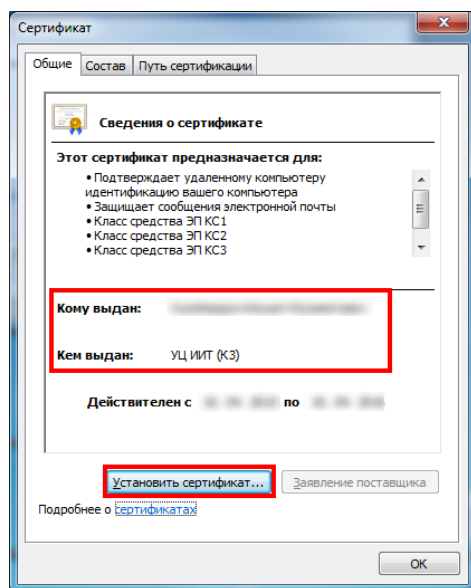 Сертификат
Общие Состав Путь сертификации
Сведения о сертификате
Этот сертификат предназначается для:
• Подтверждает удаленному компьютеру
идентификацию вашего компьютера
• Защищает сообщения электронной почты
• Класс средства ЭП КС1
• Класс средства ЭП КС2
• Класс средства ЭП КС3
Кому выдан:
Кем выдан: УЦ ИИТ (К3)
Действителен с по
Установить сертификат... Заявление поставщика
Подробнее о сертификатах
ОК